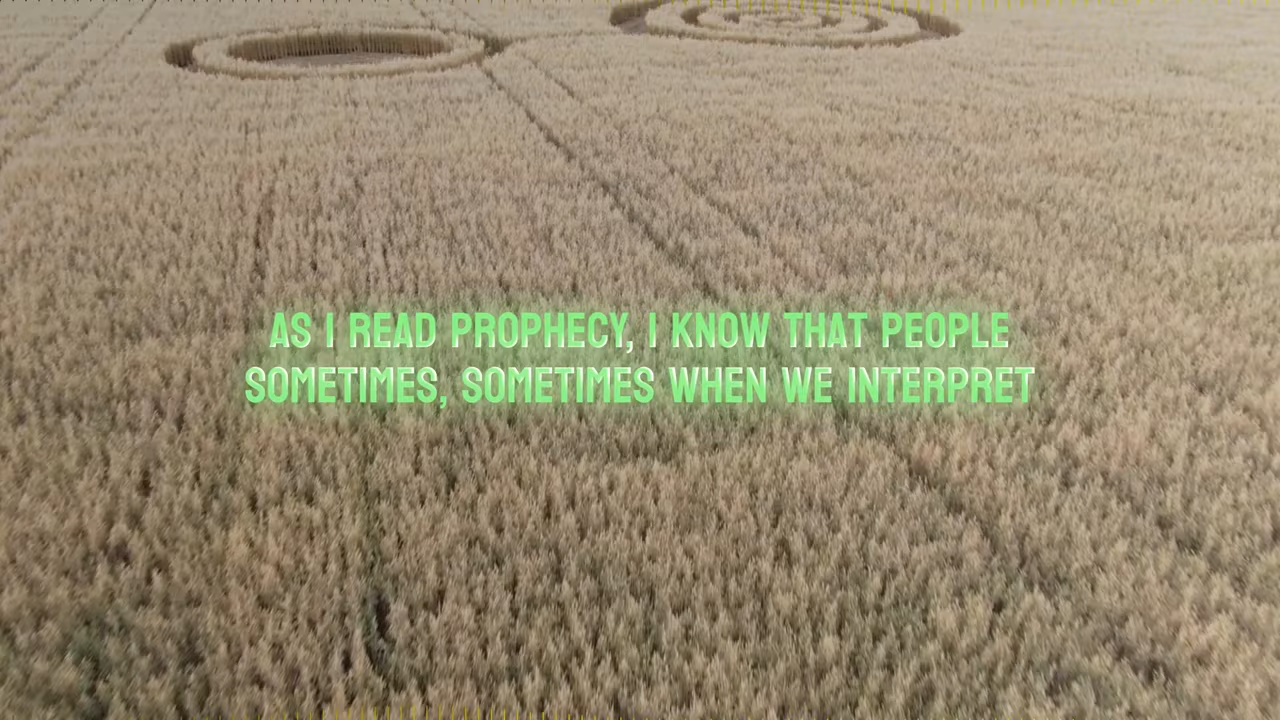 AS I READ PROPHECY, I KNOW THAT PEOPLE
SOMETIMES, SOMETIMES WHEN WE INTERPRET